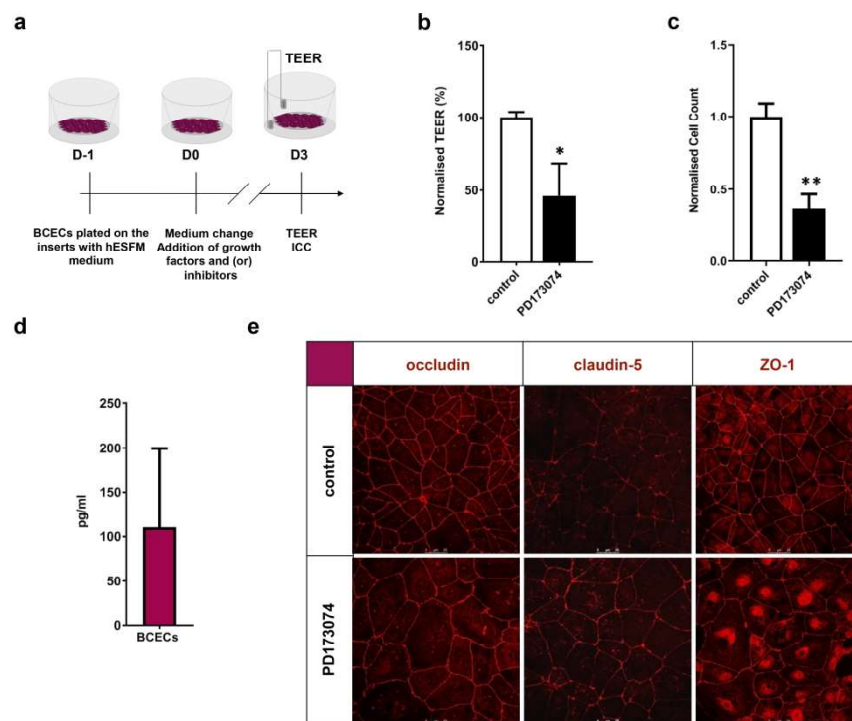 a
TEER
D-1
D0
D3
BCECs plated on the
inserts with hESFM
medium
Medium change
Addition of growth
factors and (or)
inhibitors
TEER
ICC
b
Normalised TEER (%)
150
100
50
0
*
control
PD173074
c
Normalised Cell Count
1.5
1.0
0.5
0.0
**
control
PD173074
d
pg/ml
250
200
150
100
50
0
BCECs
e
occludin
claudin-5
ZO-1
control
PD173074